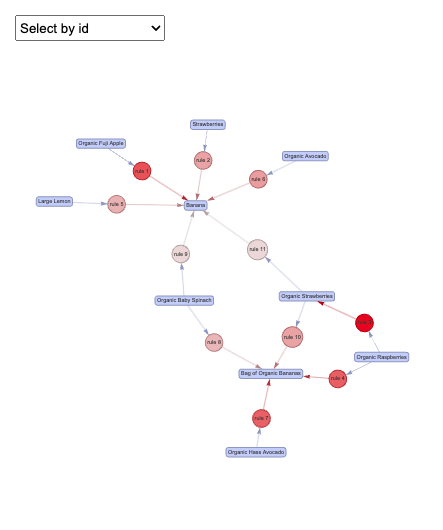 Select by id
Strawberries
Organic Fuji Apple
Organic Avocado
rule 2
rule 1
rule 6
Large Lemon
rule 5
Banana
rule 9
rule 11
Organic Baby Spinach
Organic Strawberries
rule 10
rule 8
Organic Raspberries
Bag of Organic Bananas
rule 4
rule 7
Organic Hass Avocado